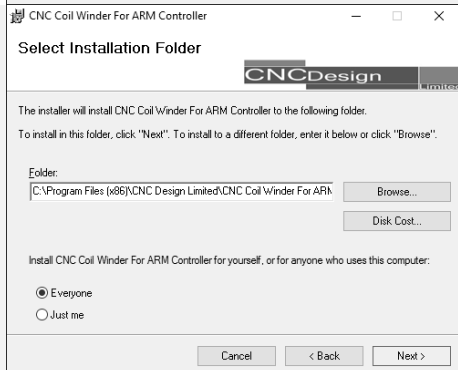 CNC Coil Winder For ARM Controller
Select Installation Folder
CNCDesign
Limited
The installer will install CNC Coil Winder For ARM Controller to the following folder.
To install in this folder, click "Next". To install to a different folder, enter it below or click "Browse".
Folder:
C:\Program Files (x86)\CNC Design Limited\CNC Coil Winder For ARM
Browse...
Disk Cost...
Install CNC Coil Winder For ARM Controller for yourself, or for anyone who uses this computer:
Everyone
Just me
Cancel
< Back
Next >